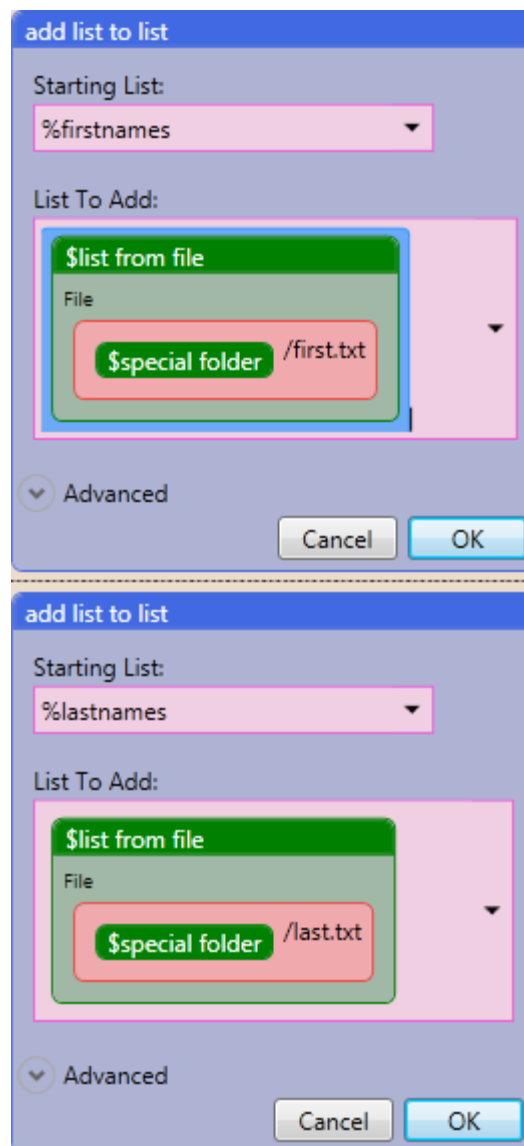 add list to list
Starting List:
%firstnames
List To Add:
$list from file
File
$special folder /first.txt
Advanced
Cancel OK
add list to list
Starting List:
%lastnames
List To Add:
$list from file
File
$special folder /last.txt
Advanced
Cancel OK